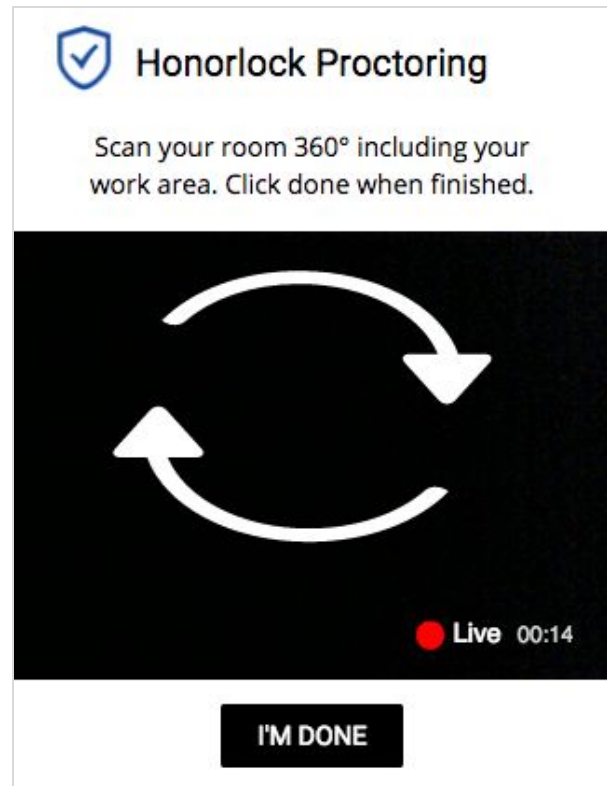 Honorlock Proctoring
Scan your room 360° including your
work area. Click done when finished.
Live 00:14
I'M DONE